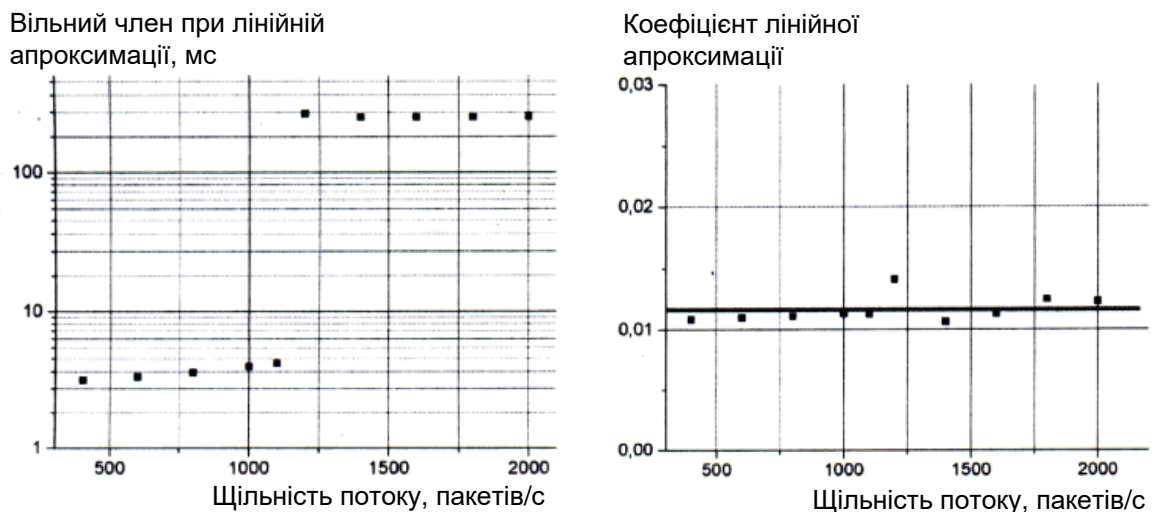 Вільний член при лінійній
апроксимації, мс
100
10
1
500 1000 1500 2000
Щільність потоку, пакетів/с
Коефіцієнт лінійної
апроксимації
0,03
0,02
0,01
0,00
500 1000 1500 2000
Щільність потоку, пакетів/с